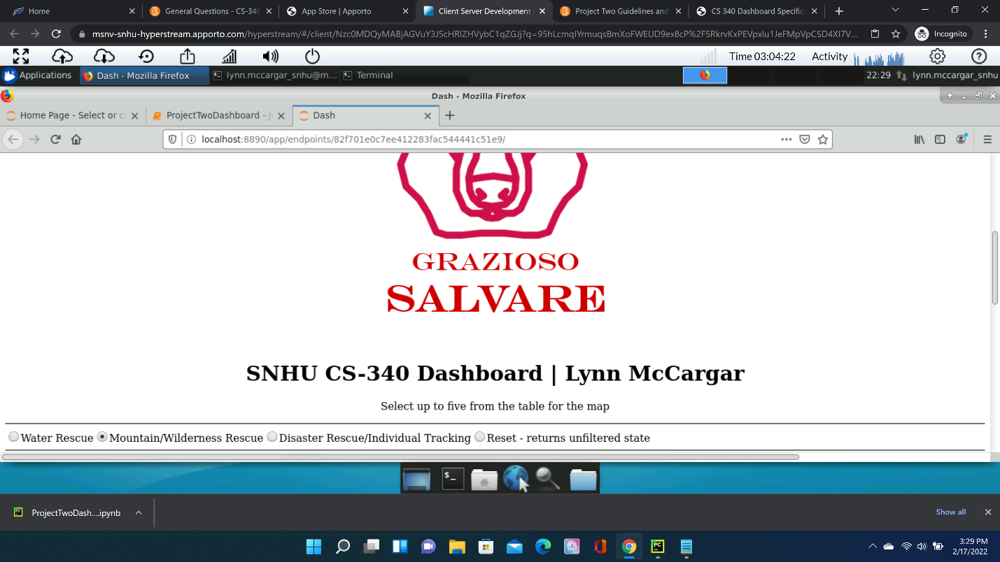 Home
General Questions - CS-340
App Store | Apporto
Client Server Development
Project Two Guidelines and
CS 340 Dashboard Specifica
msnv-snhu-hyperstream.apporto.com/hyperstream/#/client/
Incognito
Time 03:04:22
Activity
Applications
Dash - Mozilla Firefox
lynn.mccargar_snhu@m...
Terminal
22:29
lynn.mccargar_snhu
Dash - Mozilla Firefox
Home Page - Select or cr
ProjectTwoDashboard - Ju
Dash
localhost:8890/app/endpoints/82f701e0c7ee412283fac544441c51e9/
GRAZIOSO
SALVARE
SNHU CS-340 Dashboard | Lynn McCargar
Select up to five from the table for the map
Water Rescue Mountain/Wilderness Rescue Disaster Rescue/Individual Tracking Reset - returns unfiltered state
ProjectTwoDash....ipynb
Show all
3:29 PM
2/17/2022